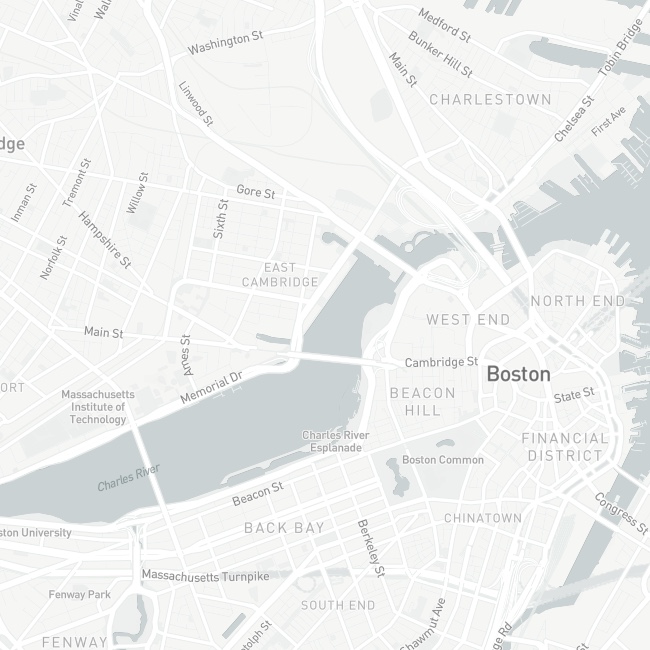 Medford St
Bunker Hill St
Tobin Bridge
Washington St
Main St
CHARLESTOWN
Linwood St
Chelsea St
First Ave
dge
Tremont St
Willow St
Inman St
Gore St
Sixth St
Hampshire St
Norfolk St
EAST
CAMBRIDGE
NORTH END
WEST END
Main St
Ames St
Cambridge St
Boston
Memorial Dr
ORT
Massachusetts
Institute of
Technology
BEACON
HILL
State St
Charles River
Esplanade
FINANCIAL
DISTRICT
Boston Common
Charles River
Beacon St
Congress St
CHINATOWN
ston University
BACK BAY
Berkeley St
Massachusetts Turnpike
Fenway Park
SOUTH END
Shawmut Ave
FENWAY